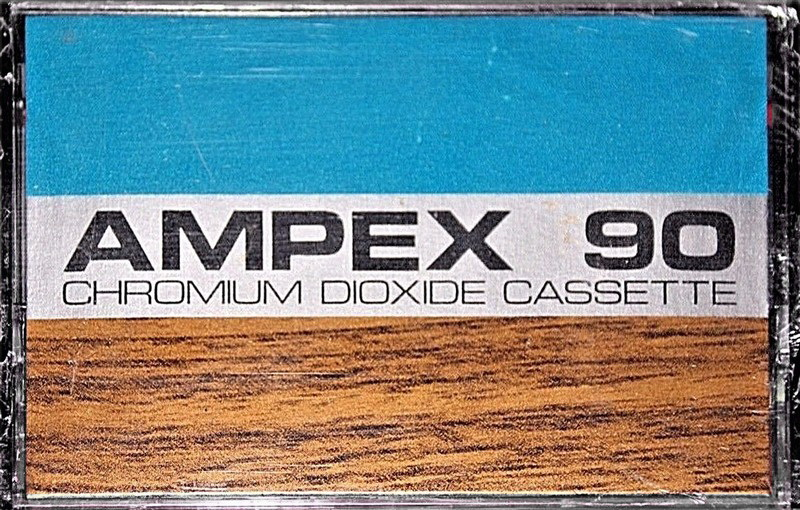 AMPEX 90
CHROMIUM DIOXIDE CASSETTE